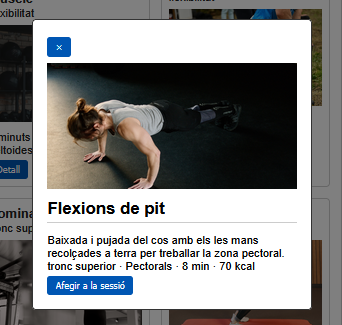 flexibilitat
×
Flexions de pit
Baixada i pujada del cos amb els les mans
recolçades a terra per treballar la zona pectoral.
tronc superior · Pectorals · 8 min · 70 kcal
Afegir a la sessió